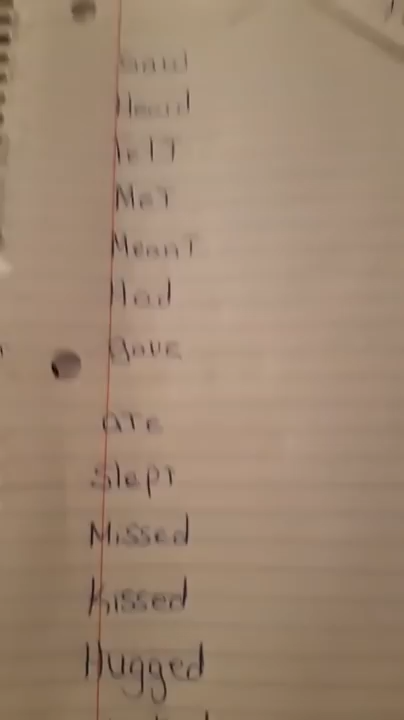 Saw
Heard
Felt
Met
Meant
Had
Gave
Ate
Slept
Missed
Kissed
Hugged